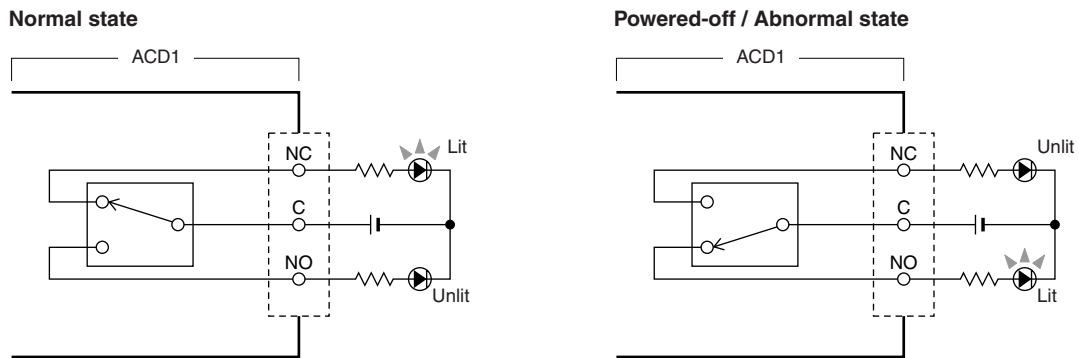 Normal state
ACD1
NC
Lit
C
NO
Unlit
Powered-off / Abnormal state
ACD1
NC
Unlit
C
NO
Lit